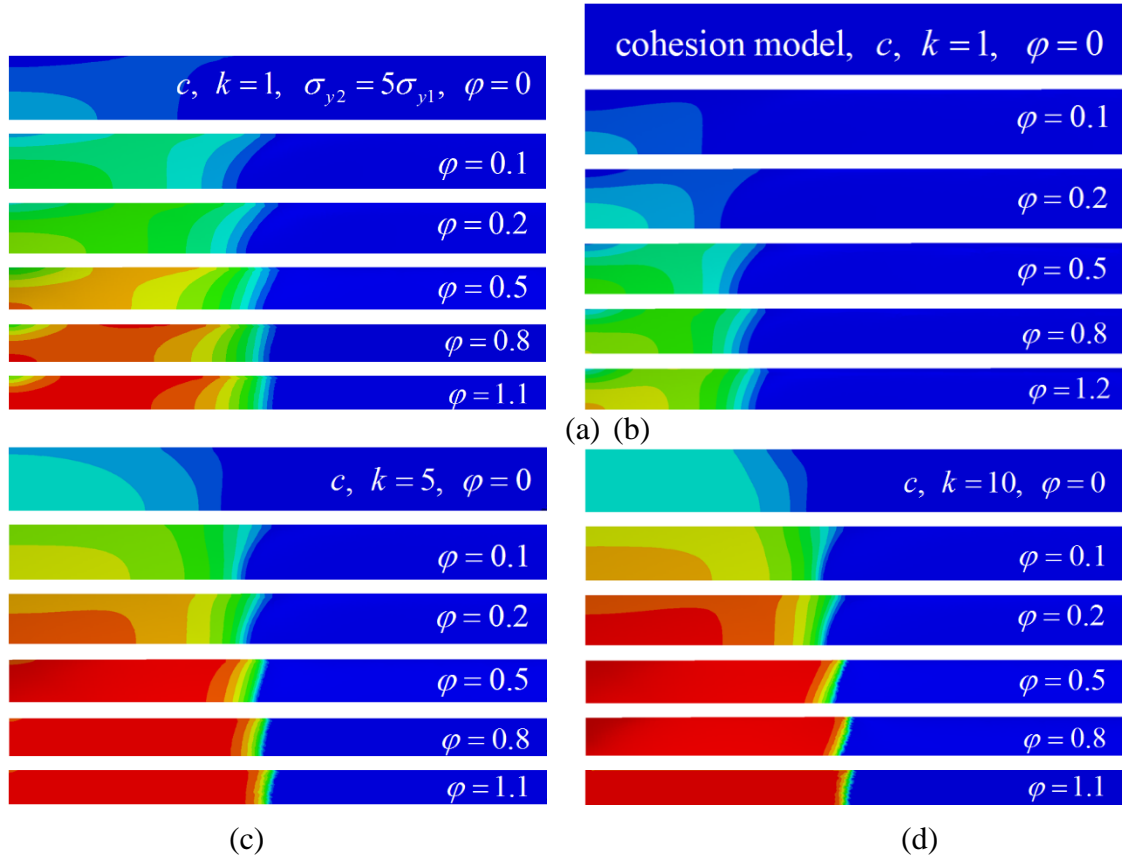 c, k = 1, σy2 = 5σy1, φ = 0
φ = 0.1
φ = 0.2
φ = 0.5
φ = 0.8
φ = 1.1
cohesion model, c, k = 1, φ = 0
φ = 0.1
φ = 0.2
φ = 0.5
φ = 0.8
φ = 1.2
(a) (b)
c, k = 5, φ = 0
φ = 0.1
φ = 0.2
φ = 0.5
φ = 0.8
φ = 1.1
c, k = 10, φ = 0
φ = 0.1
φ = 0.2
φ = 0.5
φ = 0.8
φ = 1.1
(c)
(d)